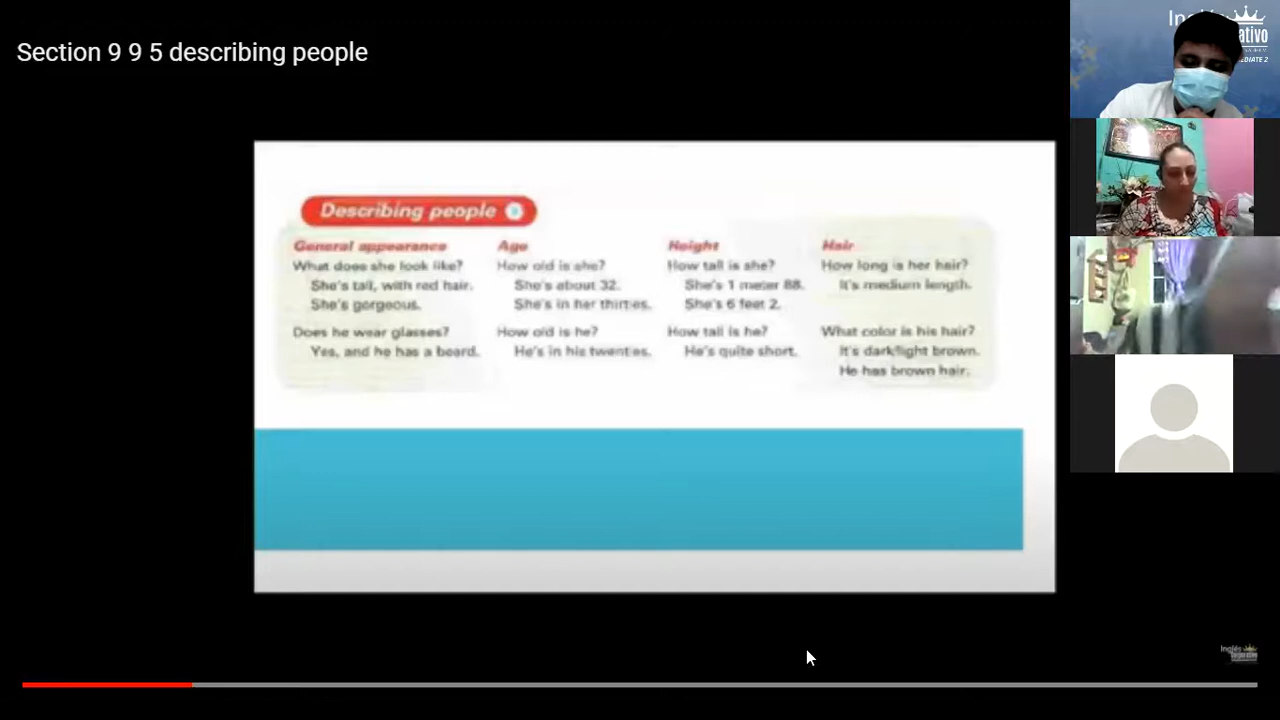 Section 9 9 5 describing people
Describing people
General appearance
What does she look like?
She's tall, with red hair.
She's gorgeous.
Does he wear glasses?
Yes, and he has a beard.
Age
How old is she?
She's about 32.
She's in her thirties.
How old is he?
He's in his twenties.
Height
How tall is she?
She's 1 meter 88.
She's 6 feet 2.
How tall is he?
He's quite short.
Hair
How long is her hair?
It's medium length.
What color is his hair?
It's dark/light brown.
He has brown hair.
Inglés